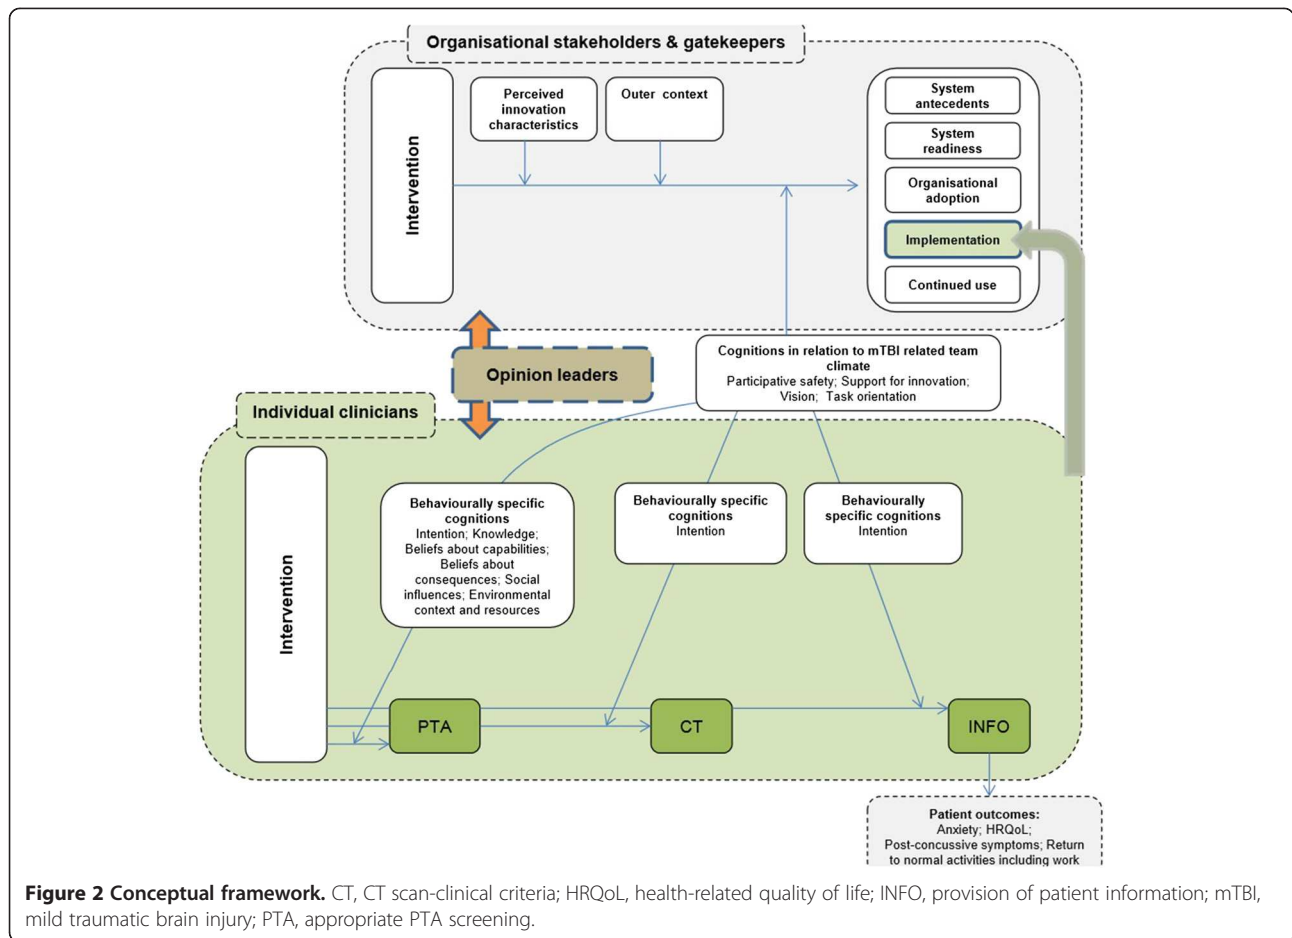 Organisational stakeholders & gatekeepers
Intervention
Perceived
innovation
characteristics
Outer context
System
antecedents
System
readiness
Organisational
adoption
Implementation
Continued use
Opinion leaders
Cognitions in relation to mTBI related team
climate
Participative safety; Support for innovation;
Vision; Task orientation
Individual clinicians
Intervention
Behaviourally specific
cognitions
Intention; Knowledge;
Beliefs about capabilities;
Beliefs about
consequences; Social
influences; Environmental
context and resources
Behaviourally specific
cognitions
Intention
Behaviourally
specific cognitions
Intention
PTA
CT
INFO
Patient outcomes:
Anxiety; HRQoL;
Post-concussive symptoms; Return
to normal activities including work
Figure 2 Conceptual framework. CT, CT scan-clinical criteria; HRQoL, health-related quality of life; INFO, provision of patient information; mTBI,
mild traumatic brain injury; PTA, appropriate PTA screening.